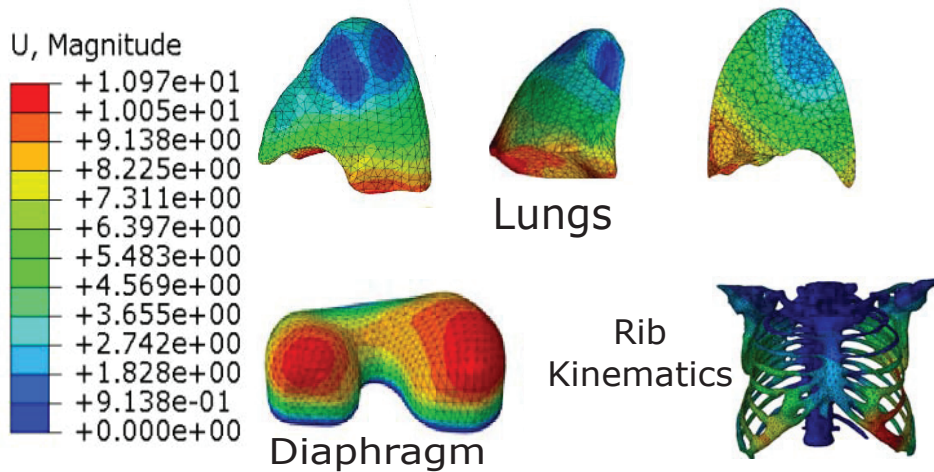 U, Magnitude
+1.097e+01
+1.005e+01
+9.138e+00
+8.225e+00
+7.311e+00
+6.397e+00
+5.483e+00
+4.569e+00
+3.655e+00
+2.742e+00
+1.828e+00
+9.138e-01
+0.000e+00
Lungs
Rib
Kinematics
Diaphragm